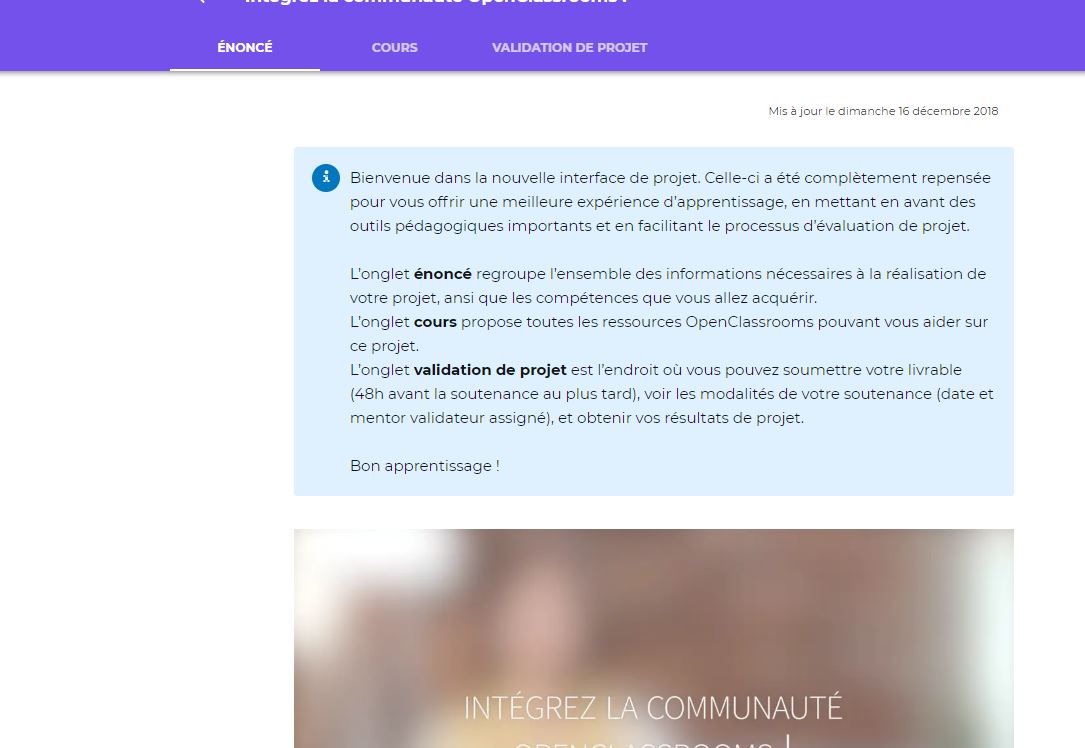 Intégrez la communauté OpenClassrooms !
ÉNONCÉ COURS VALIDATION DE PROJET
Mis à jour le dimanche 16 décembre 2018
Bienvenue dans la nouvelle interface de projet. Celle-ci a été complètement repensée
pour vous offrir une meilleure expérience d’apprentissage, en mettant en avant des
outils pédagogiques importants et en facilitant le processus d’évaluation de projet.
L’onglet énoncé regroupe l’ensemble des informations nécessaires à la réalisation de
votre projet, ansi que les compétences que vous allez acquérir.
L’onglet cours propose toutes les ressources OpenClassrooms pouvant vous aider sur
ce projet.
L’onglet validation de projet est l’endroit où vous pouvez soumettre votre livrable
(48h avant la soutenance au plus tard), voir les modalités de votre soutenance (date et
mentor validateur assigné), et obtenir vos résultats de projet.
Bon apprentissage !
INTÉGREZ LA COMMUNAUTÉ
OPENCLASSROOMS !